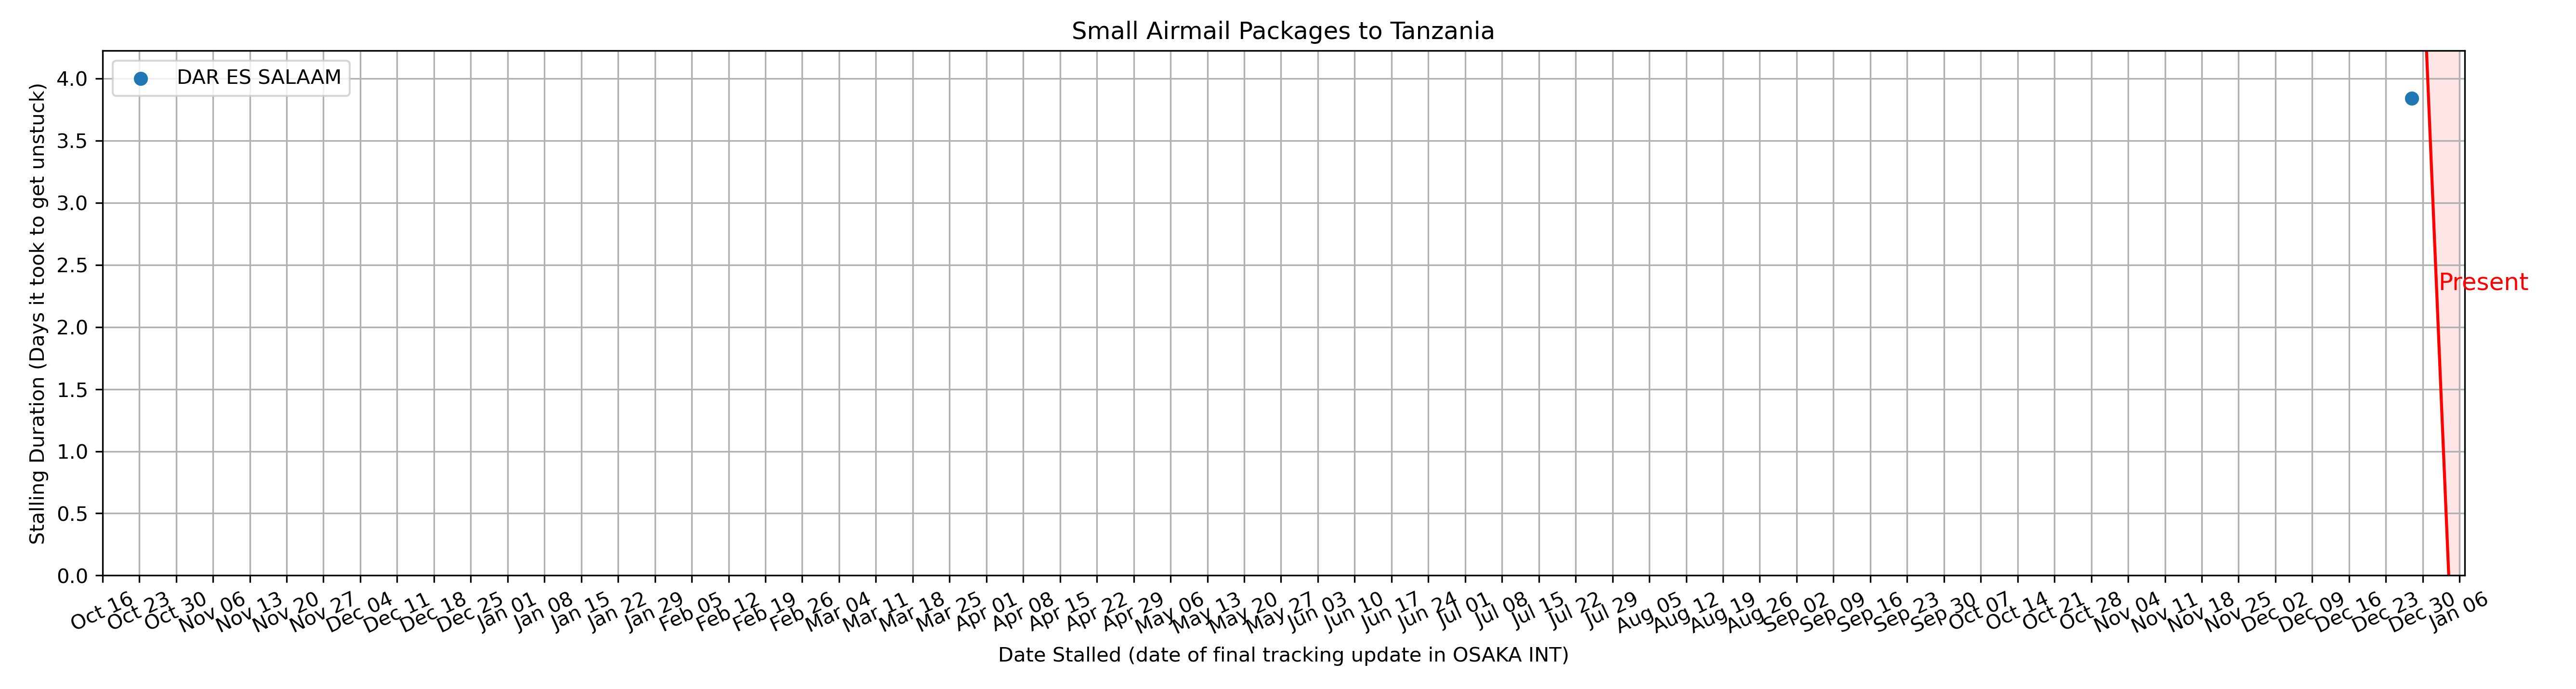 Small Airmail Packages to Tanzania
DAR ES SALAAM
Stalling Duration (Days it took to get unstuck)
4.0
3.5
3.0
2.5
2.0
1.5
1.0
0.5
0.0
Present
Oct 16
Oct 23
Oct 30
Nov 06
Nov 13
Nov 20
Nov 27
Dec 04
Dec 11
Dec 18
Dec 25
Jan 01
Jan 08
Jan 15
Jan 22
Jan 29
Feb 05
Feb 12
Feb 19
Feb 26
Mar 04
Mar 11
Mar 18
Mar 25
Apr 01
Apr 08
Apr 15
Apr 22
Apr 29
May 06
May 13
May 20
May 27
Jun 03
Jun 10
Jun 17
Jun 24
Jul 01
Jul 08
Jul 15
Jul 22
Jul 29
Aug 05
Aug 12
Aug 19
Aug 26
Sep 02
Sep 09
Sep 16
Sep 23
Sep 30
Oct 07
Oct 14
Oct 21
Oct 28
Nov 04
Nov 11
Nov 18
Nov 25
Dec 02
Dec 09
Dec 16
Dec 23
Dec 30
Jan 06
Date Stalled (date of final tracking update in OSAKA INT)